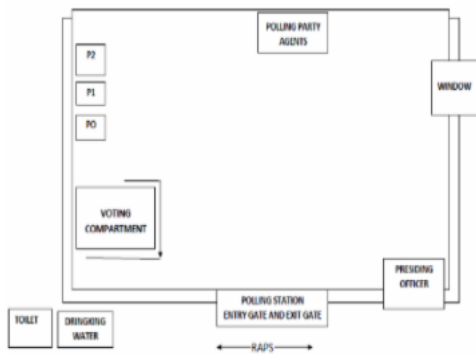 POLLING PARTY
AGENTS
P2
WINDOW
P1
PO
VOTING
COMPARTMENT
PRESIDING
OFFICER
POLLING STATION
ENTRY GATE AND EXIT GATE
TOILET
DRINGKING
WATER
RAPS